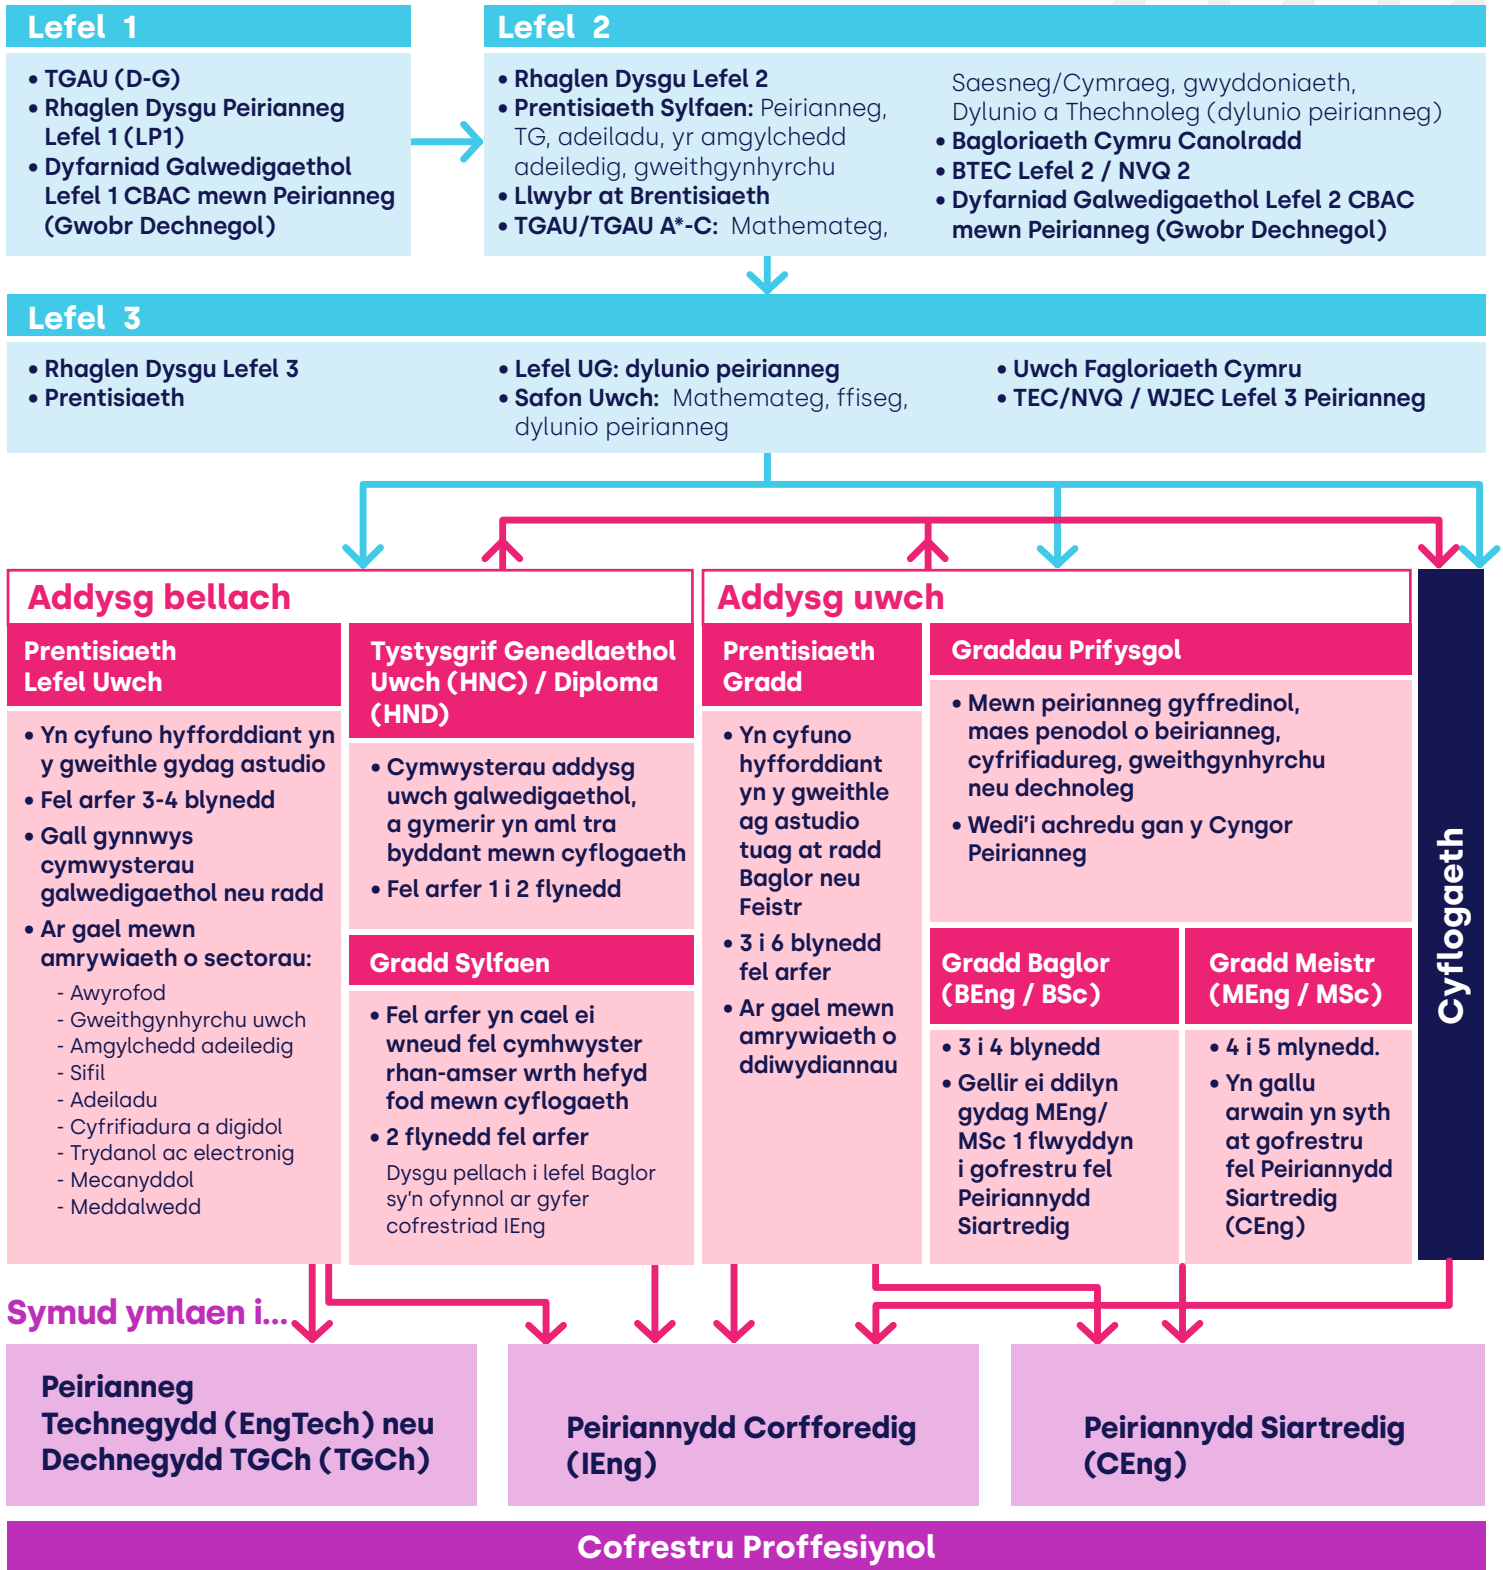 Lefel 1
• TGAU (D-G)
• Rhaglen Dysgu Peirianneg
Lefel 1 (LP1)
• Dyfarniad Galwedigaethol
Lefel 1 CBAC mewn Peirianneg
(Gwobr Dechnegol)
Lefel 2
• Rhaglen Dysgu Lefel 2
• Prentisiaeth Sylfaen: Peirianneg,
TG, adeiladu, yr amgylchedd
adeiledig, gweithgynhyrchu
• Llwybr at Brentisiaeth
• TGAU/TGAU A*-C: Mathemateg,
Saesneg/Cymraeg, gwyddoniaeth,
Dylunio a Thechnoleg (dylunio peirianneg)
• Bagloriaeth Cymru Canolradd
• BTEC Lefel 2 / NVQ 2
• Dyfarniad Galwedigaethol Lefel 2 CBAC
mewn Peirianneg (Gwobr Dechnegol)
Lefel 3
• Rhaglen Dysgu Lefel 3
• Prentisiaeth
• Lefel UG: dylunio peirianneg
• Safon Uwch: Mathemateg, ffiseg,
dylunio peirianneg
• Uwch Fagloriaeth Cymru
• TEC/NVQ / WJEC Lefel 3 Peirianneg
Addysg bellach
Prentisiaeth
Lefel Uwch
• Yn cyfuno hyfforddiant yn
y gweithle gydag astudio
• Fel arfer 3-4 blynedd
• Gall gynnwys
cymwysterau
galwedigaethol neu radd
• Ar gael mewn
amrywiaeth o sectorau:
- Awyrofod
- Gweithgynhyrchu uwch
- Amgylchedd adeiledig
- Sifil
- Adeiladu
- Cyfrifiadura a digidol
- Trydanol ac electronig
- Mecanyddol
- Meddalwedd
Tystysgrif Genedlaethol
Uwch (HNC) / Diploma
(HND)
• Cymwysterau addysg
uwch galwedigaethol,
a gymerir yn aml tra
byddant mewn cyflogaeth
• Fel arfer 1 i 2 flynedd
Gradd Sylfaen
• Fel arfer yn cael ei
wneud fel cymhwyster
rhan-amser wrth hefyd
fod mewn cyflogaeth
• 2 flynedd fel arfer
Dysgu pellach i lefel Baglor
sy'n ofynnol ar gyfer
cofrestriad IEng
Addysg uwch
Prentisiaeth
Gradd
• Yn cyfuno
hyfforddiant
yn y gweithle
ag astudio
tuag at radd
Baglor neu
Feistr
• 3 i 6 blynedd
fel arfer
• Ar gael mewn
amrywiaeth o
ddiwydiannau
Graddau Prifysgol
• Mewn peirianneg gyffredinol,
maes penodol o beirianneg,
cyfrifiadureg, gweithgynhyrchu
neu dechnoleg
• Wedi'i achredu gan y Cyngor
Peirianneg
Gradd Baglor
(BEng / BSc)
• 3 i 4 blynedd
• Gellir ei ddilyn
gydag MEng/
MSc 1 flwyddyn
i gofrestru fel
Peiriannydd
Siartredig
Gradd Meistr
(MEng / MSc)
• 4 i 5 mlynedd.
• Yn gallu
arwain yn syth
at gofrestru
fel Peiriannydd
Siartredig
(CEng)
Cyflogaeth
Symud ymlaen i...
Peirianneg
Technegydd (EngTech) neu
Dechnegydd TGCh (TGCh)
Peiriannydd Corfforedig
(IEng)
Peiriannydd Siartredig
(CEng)
Cofrestru Proffesiynol